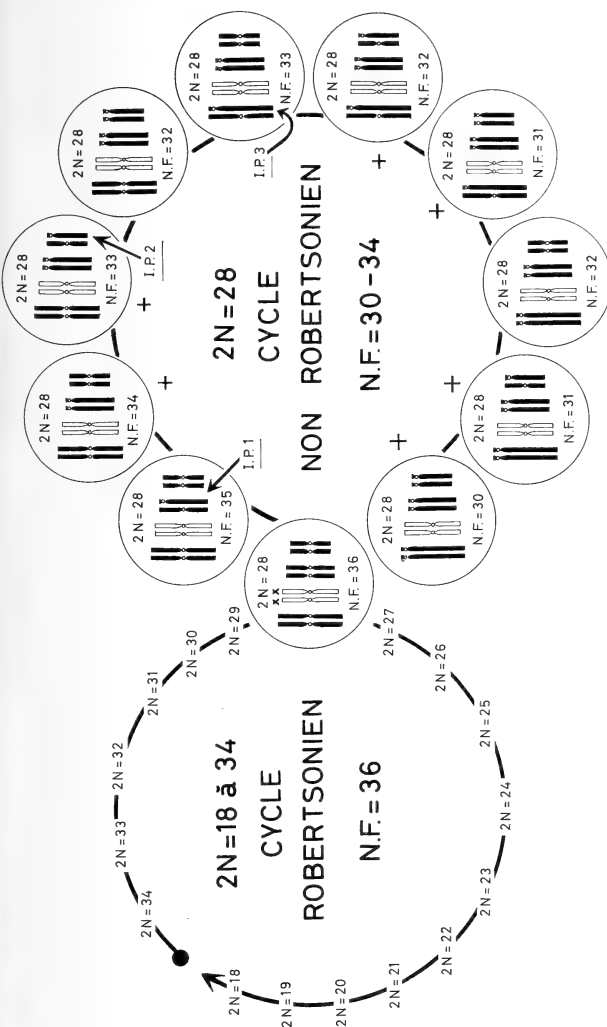 2N=34
2N=33
2N=32
2N=31
2N=30
2N=29
2N=18 à 34
CYCLE
ROBERTSONIEN
N.F.=36
2N=18
2N=19
2N=20
2N=21
2N=22
2N=23
2N=24
2N=25
2N=26
2N=27
2N=28
x x
N.F.=36
2N=28
N.F.=35
I.P.1
2N=28
N.F.=34
+
2N=28
N.F.=33
+
I.P.2
2N=28
N.F.=32
2N=28
N.F.=33
I.P.3
2N=28
CYCLE
NON ROBERTSONIEN
N.F.=30-34
2N=28
N.F.=32
+
2N=28
N.F.=31
+
2N=28
N.F.=32
2N=28
N.F.=31
+
2N=28
N.F.=30
+